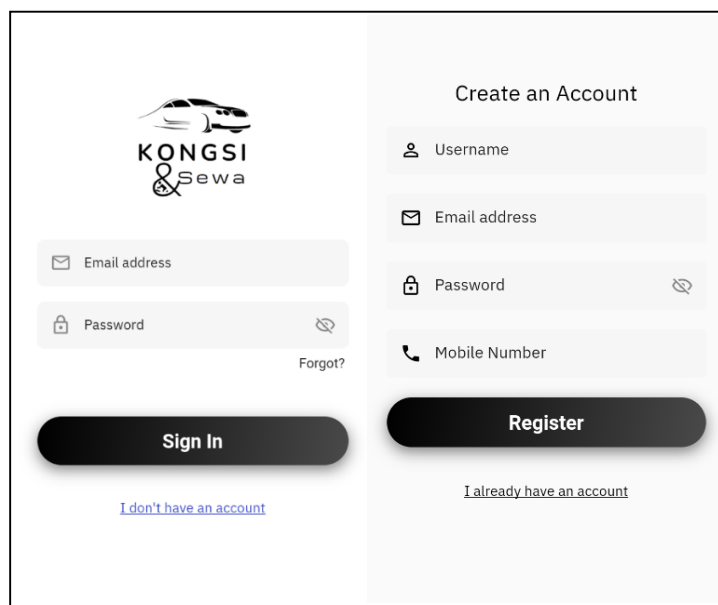 KONGSI
& Sewa
Email address
Password
Forgot?
Sign In
I don't have an account
Create an Account
Username
Email address
Password
Mobile Number
Register
I already have an account